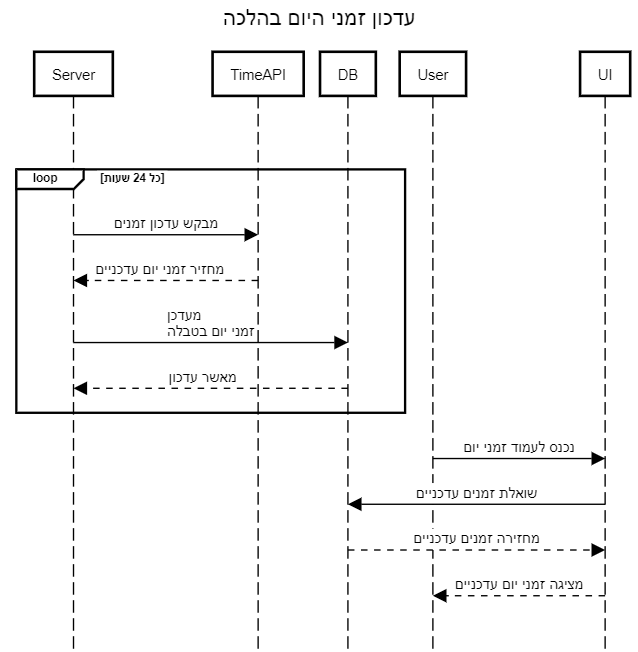 עדכון זמני היום בהלכה
Server
TimeAPI
DB
User
UI
loop
[כל 24 שעות]
מבקש עדכון זמנים
מחזיר זמני יום עדכניים
מעדכן
זמני יום בטבלה
מאשר עדכון
נכנס לעמוד זמני יום
שואלת זמנים עדכניים
מחזירה זמנים עדכניים
מציגה זמני יום עדכניים